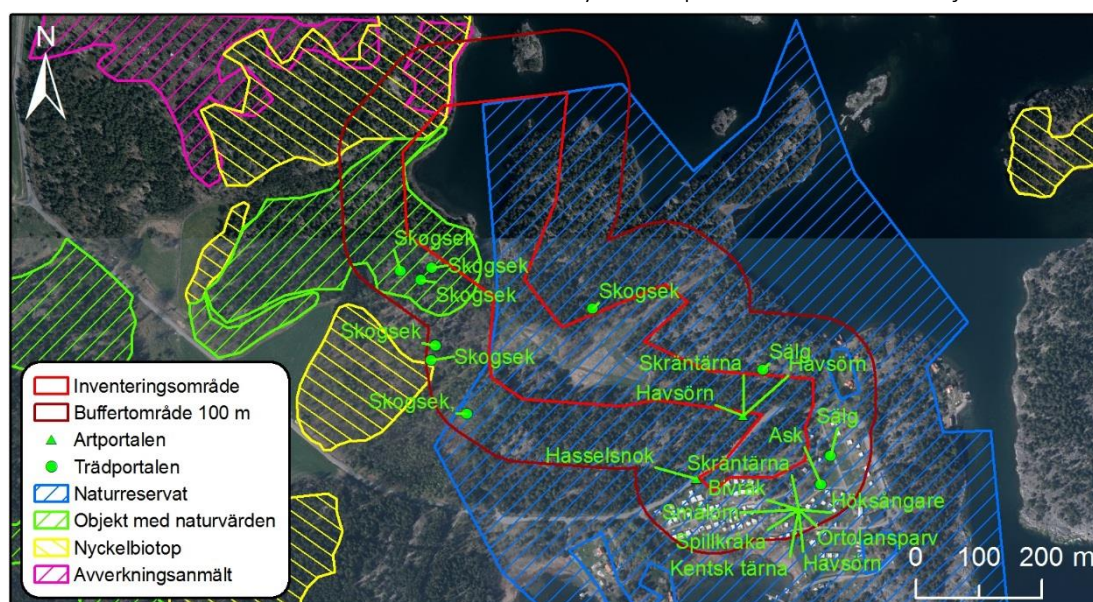 N
Skogsek
Skogsek
Skogsek
Skogsek
Skogsek
Skogsek
Skogsek
Skräntärna
Sälg
Havsörn
Havsörn
Sälg
Ask
Hasselsnok
Skräntärna
Bivråk
Höksångare
Spillkråka
Ortolansparv
Kentsk tärna
Havsörn
Inventeringsområde
Buffertområde 100 m
Artportalen
Trädportalen
Naturreservat
Objekt med naturvärden
Nyckelbiotop
Avverkningsanmält
0 100 200 m